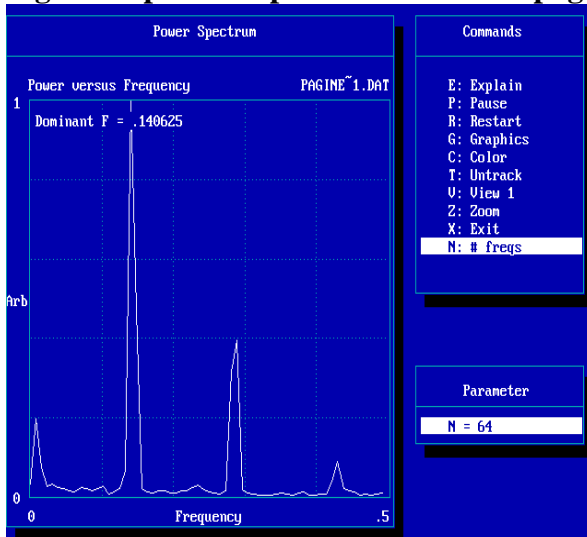 Power Spectrum
Power versus Frequency PAGINE~1.DAT
1
Dominant F = .140625
Arb
0
0 Frequency .5
Commands
E: Explain
P: Pause
R: Restart
G: Graphics
C: Color
T: Untrack
V: View 1
Z: Zoom
X: Exit
N: # freqs
Parameter
N = 64